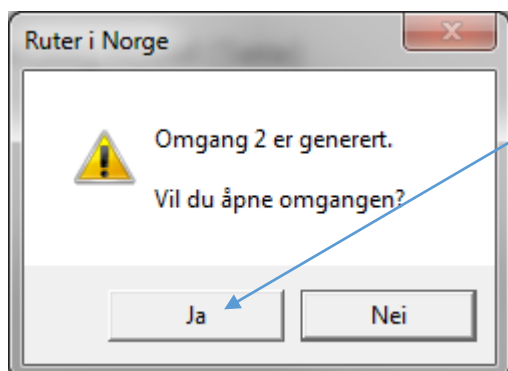 Ruter i Norge
Omgang 2 er generert.
Vil du åpne omgangen?
Ja
Nei